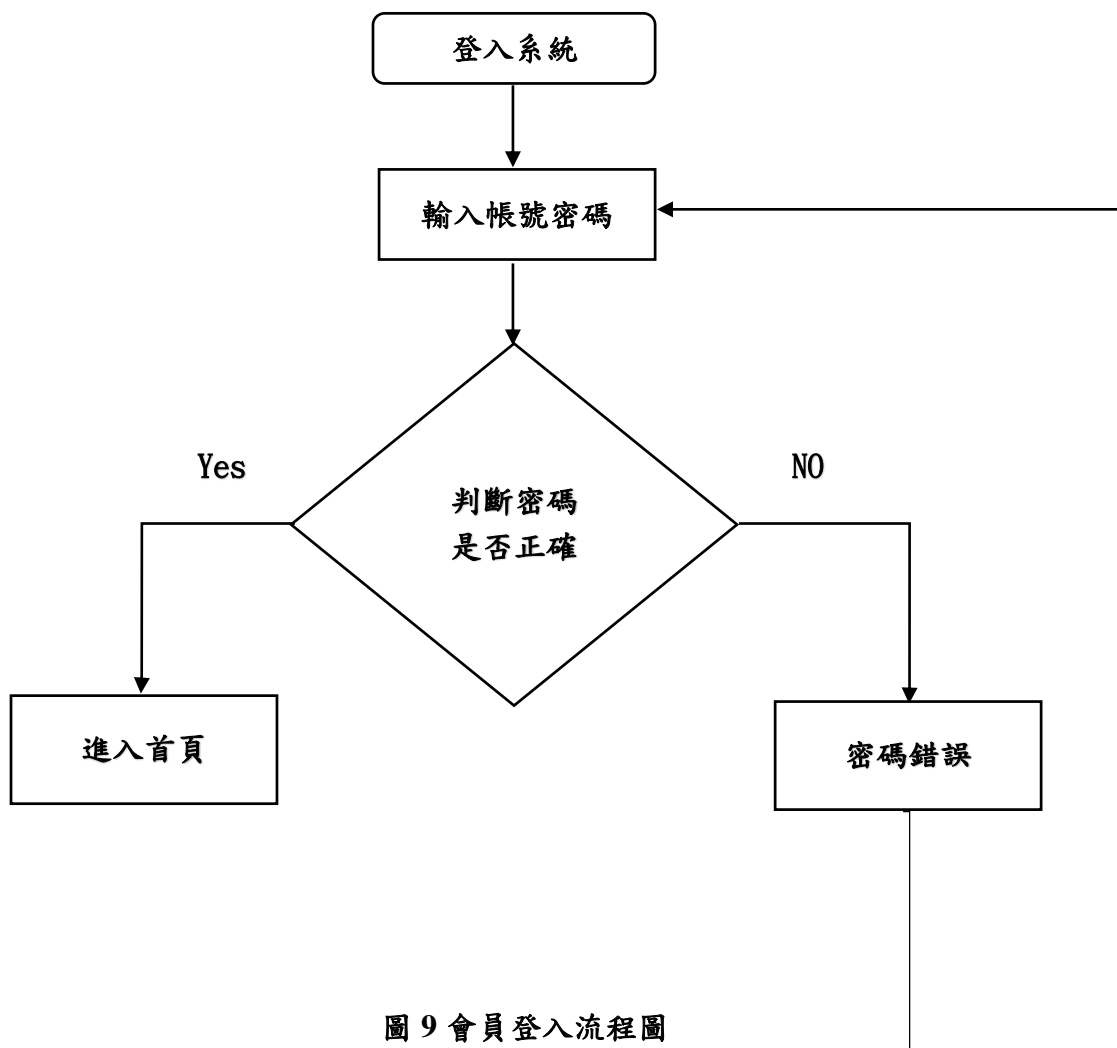 登入系統
輸入帳號密碼
Yes
NO
判斷密碼
是否正確
進入首頁
密碼錯誤
圖 9 會員登入流程圖